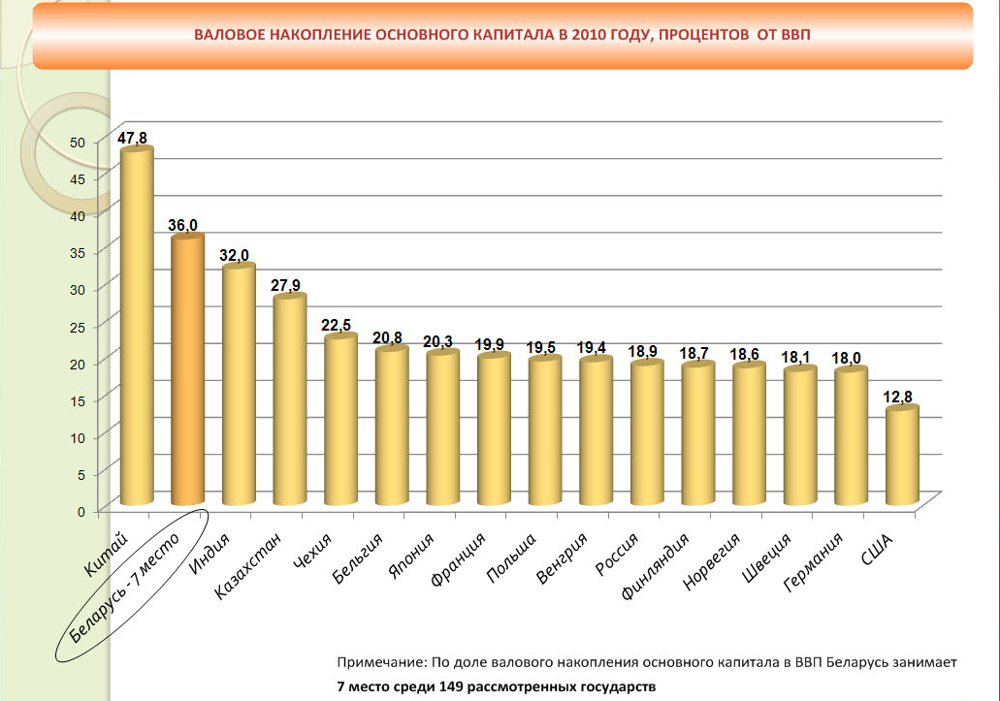 ВАЛОВОЕ НАКОПЛЕНИЕ ОСНОВНОГО КАПИТАЛА В 2010 ГОДУ, ПРОЦЕНТОВ ОТ ВВП
50
45
40
35
30
25
20
15
10
5
0
47,8
36,0
32,0
27,9
22,5
20,8
20,3
19,9
19,5
19,4
18,9
18,7
18,6
18,1
18,0
12,8
Китай
Беларусь - 7 место
Индия
Казахстан
Чехия
Бельгия
Япония
Франция
Польша
Венгрия
Россия
Финляндия
Норвегия
Швеция
Германия
США
Примечание: По доле валового накопления основного капитала в ВВП Беларусь занимает
7 место среди 149 рассмотренных государств